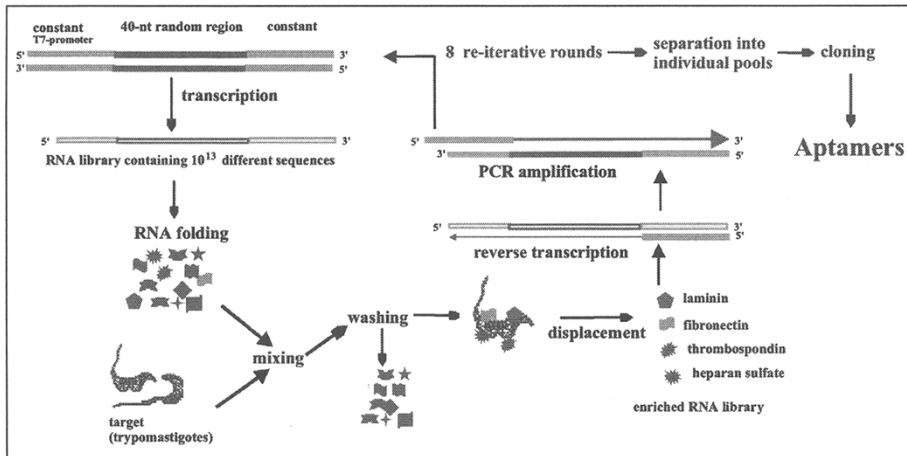 constant
T7-promoter
40-nt random region
constant
5'
3'
3'
5'
transcription
5'
3'
RNA library containing 10¹³ different sequences
RNA folding
target
(trypomastigotes)
mixing
washing
displacement
laminin
fibronectin
thrombospondin
heparan sulfate
enriched RNA library
5'
3'
5'
reverse transcription
5'
3'
3'
5'
PCR amplification
8 re-iterative rounds
separation into
individual pools
cloning
Aptamers